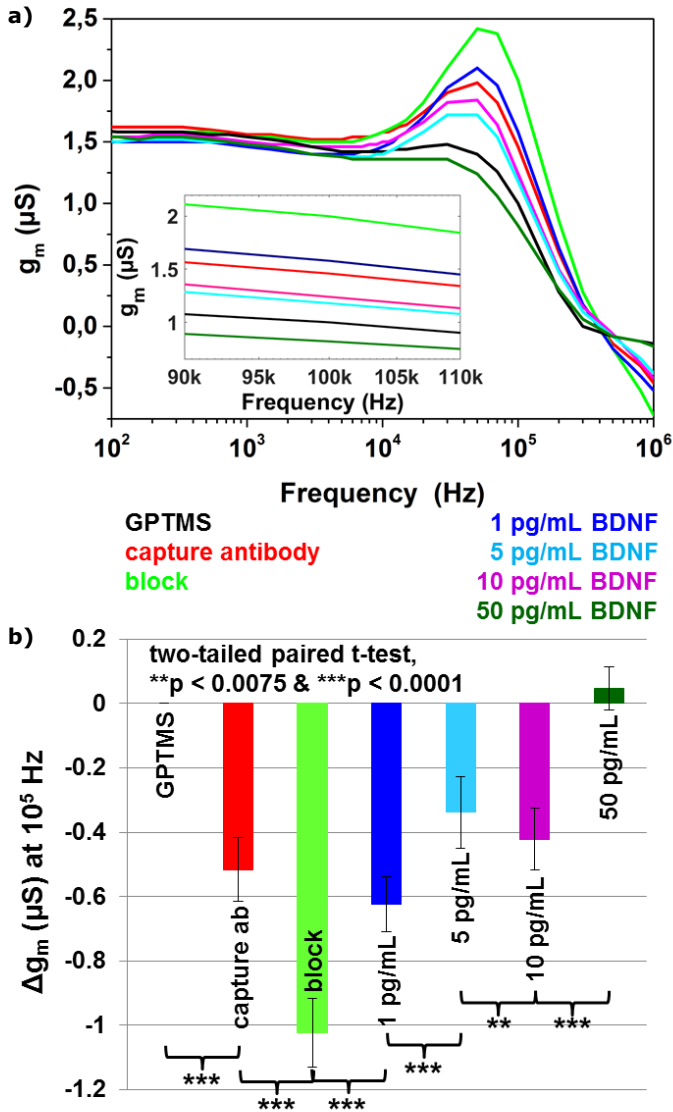 a)
2,5
2,0
1,5
1,0
0,5
0,0
-0,5
g_m (µS)
2
1.5
1
g_m (µS)
90k 95k 100k 105k 110k
Frequency (Hz)
10² 10³ 10⁴ 10⁵ 10⁶
Frequency (Hz)
GPTMS
capture antibody
block
1 pg/mL BDNF
5 pg/mL BDNF
10 pg/mL BDNF
50 pg/mL BDNF
b)
0.2
0
-0.2
-0.4
-0.6
-0.8
-1
-1.2
Δg_m (µS) at 10⁵ Hz
two-tailed paired t-test,
**p < 0.0075 & ***p < 0.0001
GPTMS
capture ab
block
1 pg/mL
5 pg/mL
10 pg/mL
50 pg/mL
***
***
***
***
**
***